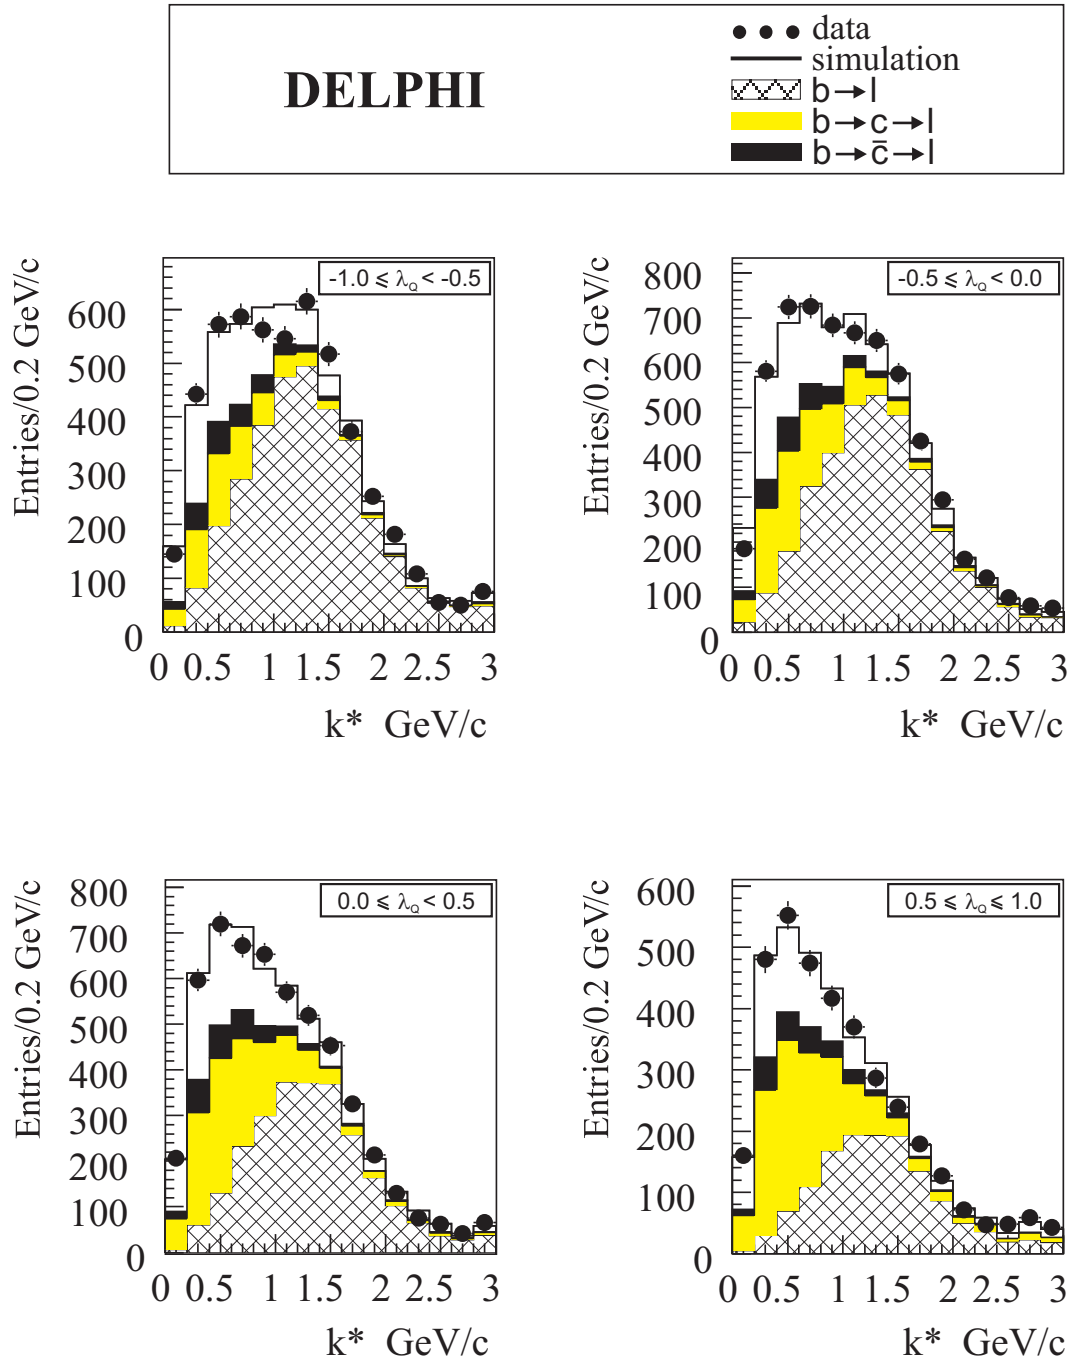 DELPHI
data
simulation
b→l
b→c→l
b→c̄→l
Entries/0.2 GeV/c
-1.0 ⩽ λ_Q < -0.5
600
500
400
300
200
100
0
0 0.5 1 1.5 2 2.5 3
k* GeV/c
Entries/0.2 GeV/c
-0.5 ⩽ λ_Q < 0.0
800
700
600
500
400
300
200
100
0
0 0.5 1 1.5 2 2.5 3
k* GeV/c
Entries/0.2 GeV/c
0.0 ⩽ λ_Q < 0.5
800
700
600
500
400
300
200
100
0
0 0.5 1 1.5 2 2.5 3
k* GeV/c
Entries/0.2 GeV/c
0.5 ⩽ λ_Q ⩽ 1.0
600
500
400
300
200
100
0
0 0.5 1 1.5 2 2.5 3
k* GeV/c